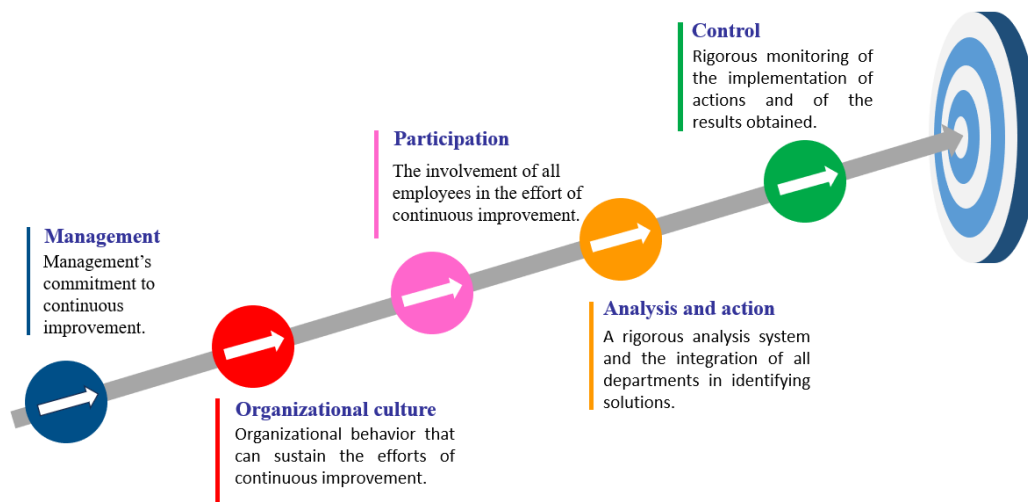 Management
Management’s
commitment to
continuous
improvement.
Organizational culture
Organizational behavior that
can sustain the efforts of
continuous improvement.
Participation
The involvement of all
employees in the effort of
continuous improvement.
Analysis and action
A rigorous analysis system
and the integration of all
departments in identifying
solutions.
Control
Rigorous monitoring of
the implementation of
actions and of the
results obtained.